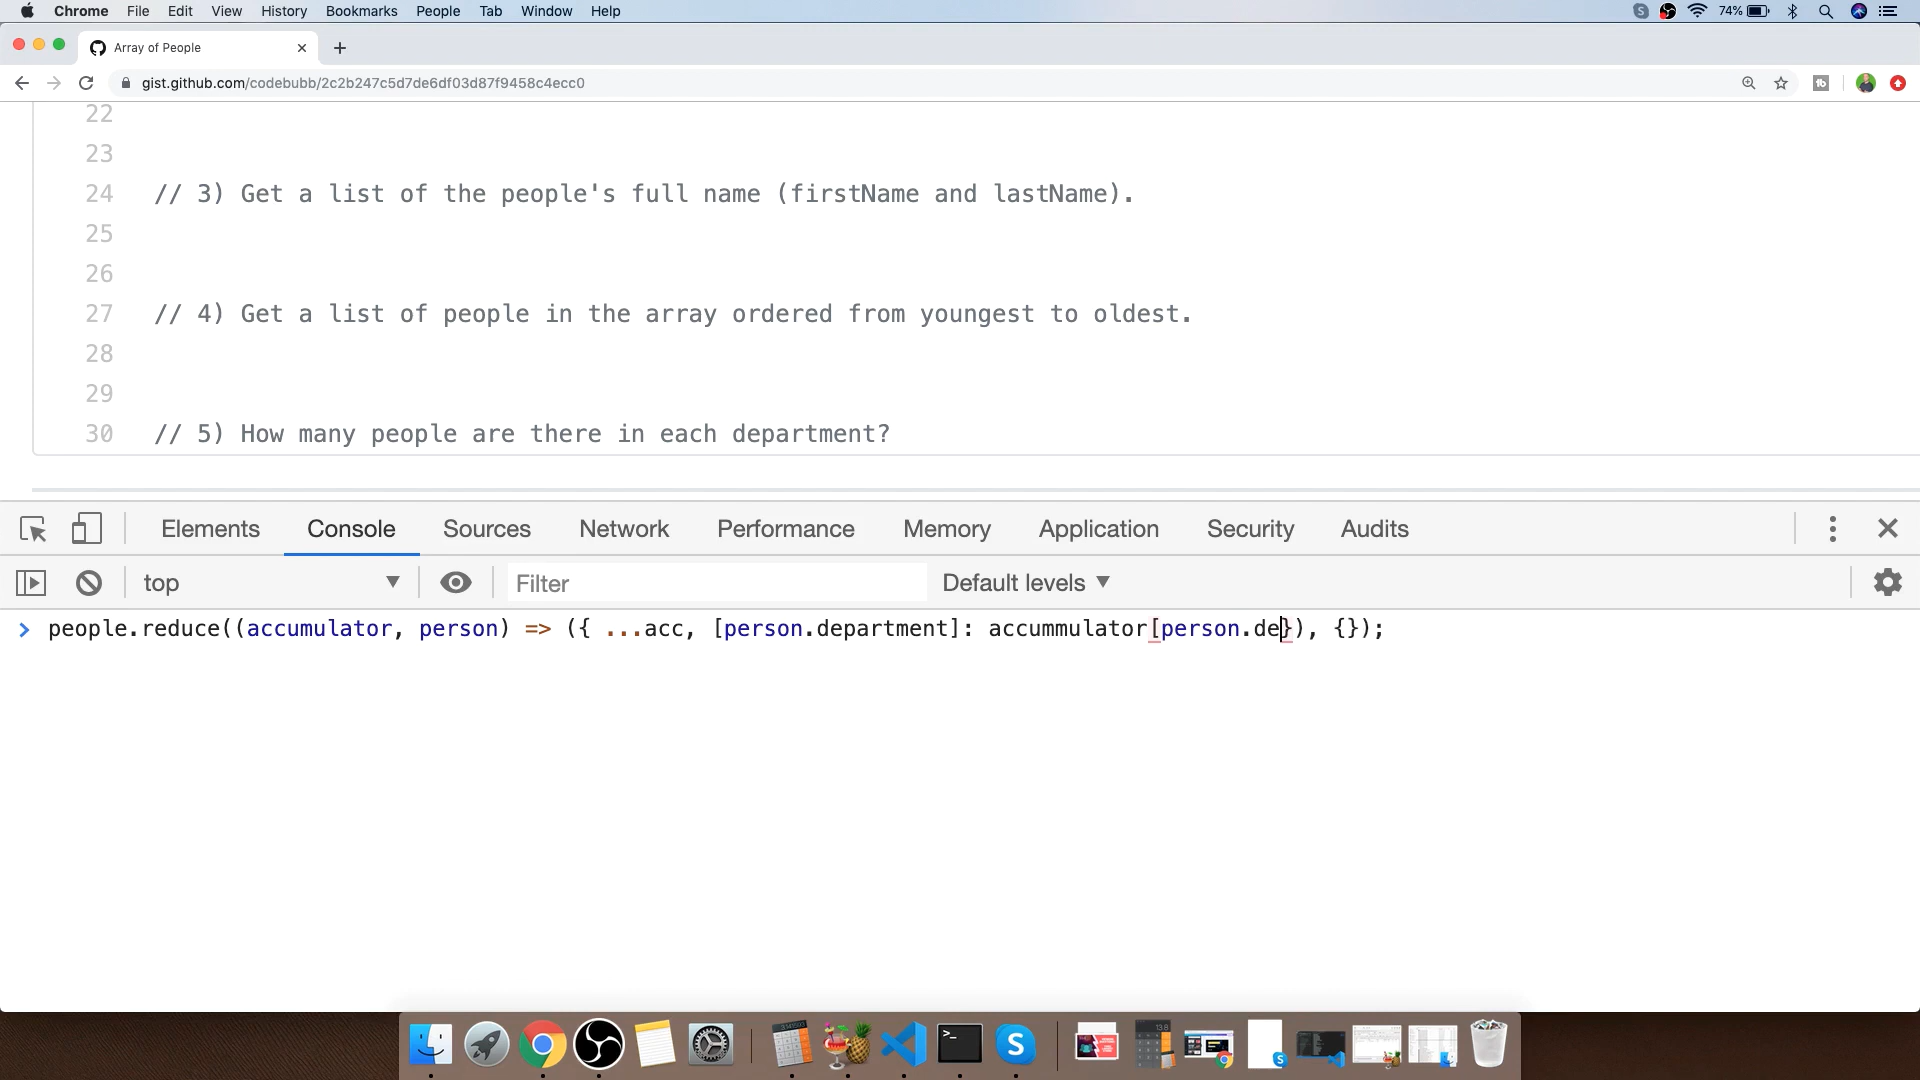 Chrome File Edit View History Bookmarks People Tab Window Help 74%
Array of People
gist.github.com/codebubb/2c2b247c5d7de6df03d87f9458c4ecc0
22
23
24 // 3) Get a list of the people's full name (firstName and lastName).
25
26
27 // 4) Get a list of people in the array ordered from youngest to oldest.
28
29
30 // 5) How many people are there in each department?
Elements Console Sources Network Performance Memory Application Security Audits
top Filter Default levels
people.reduce((accumulator, person) => ({ ...acc, [person.department]: accummulator[person.de}), {});